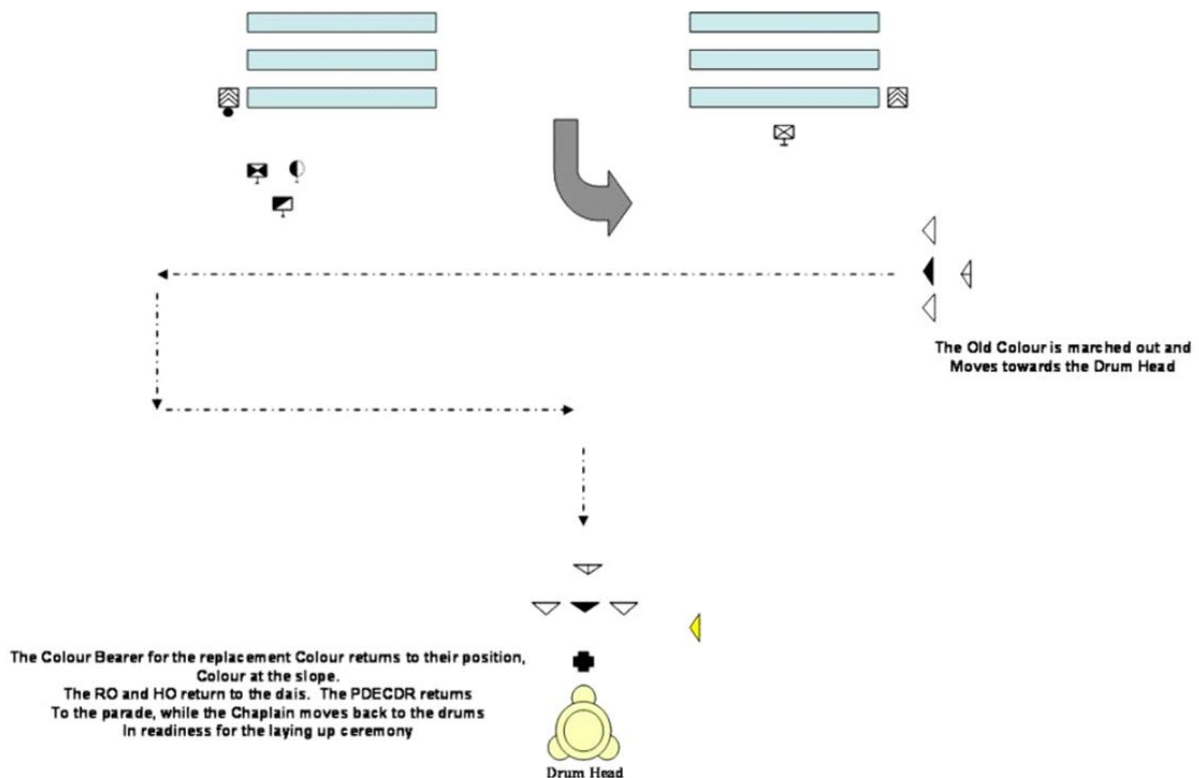 The Old Colour is marched out and
Moves towards the Drum Head
The Colour Bearer for the replacement Colour returns to their position,
Colour at the slope.
The RO and HO return to the dais. The PDECDR returns
To the parade, while the Chaplain moves back to the drums
In readiness for the laying up ceremony
Drum Head